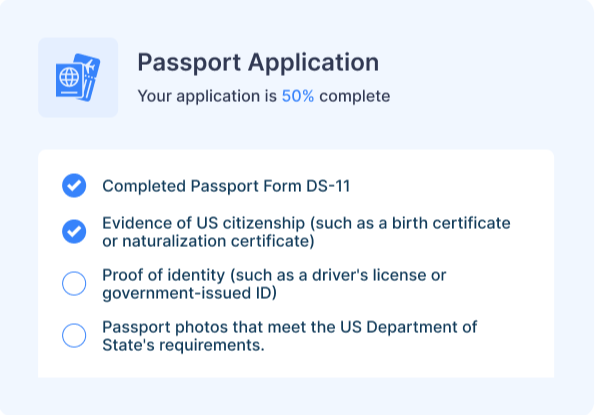 Passport Application
Your application is 50% complete
Completed Passport Form DS-11
Evidence of US citizenship (such as a birth certificate
or naturalization certificate)
Proof of identity (such as a driver's license or
government-issued ID)
Passport photos that meet the US Department of
State's requirements.